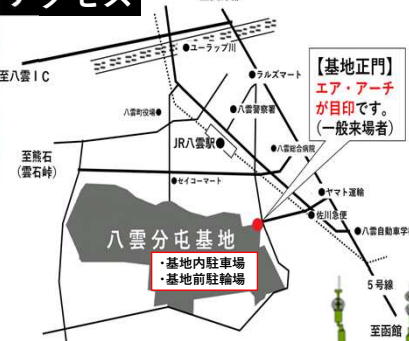 アクセス
●ユーラップ川
至八雲IC
●ラルズマート
【基地正門】
エア・アーチ
が目印です。
(一般来場者)
八雲町役場●
●八雲警察署
JR八雲駅●
●八雲総合病院
至熊石
(雲石峠)
●セイコーマート
●ヤマト運輸
●佐川急便
八雲分屯基地
●八雲自動車学校
・基地内駐車場
・基地前駐輪場
5号線
至函館